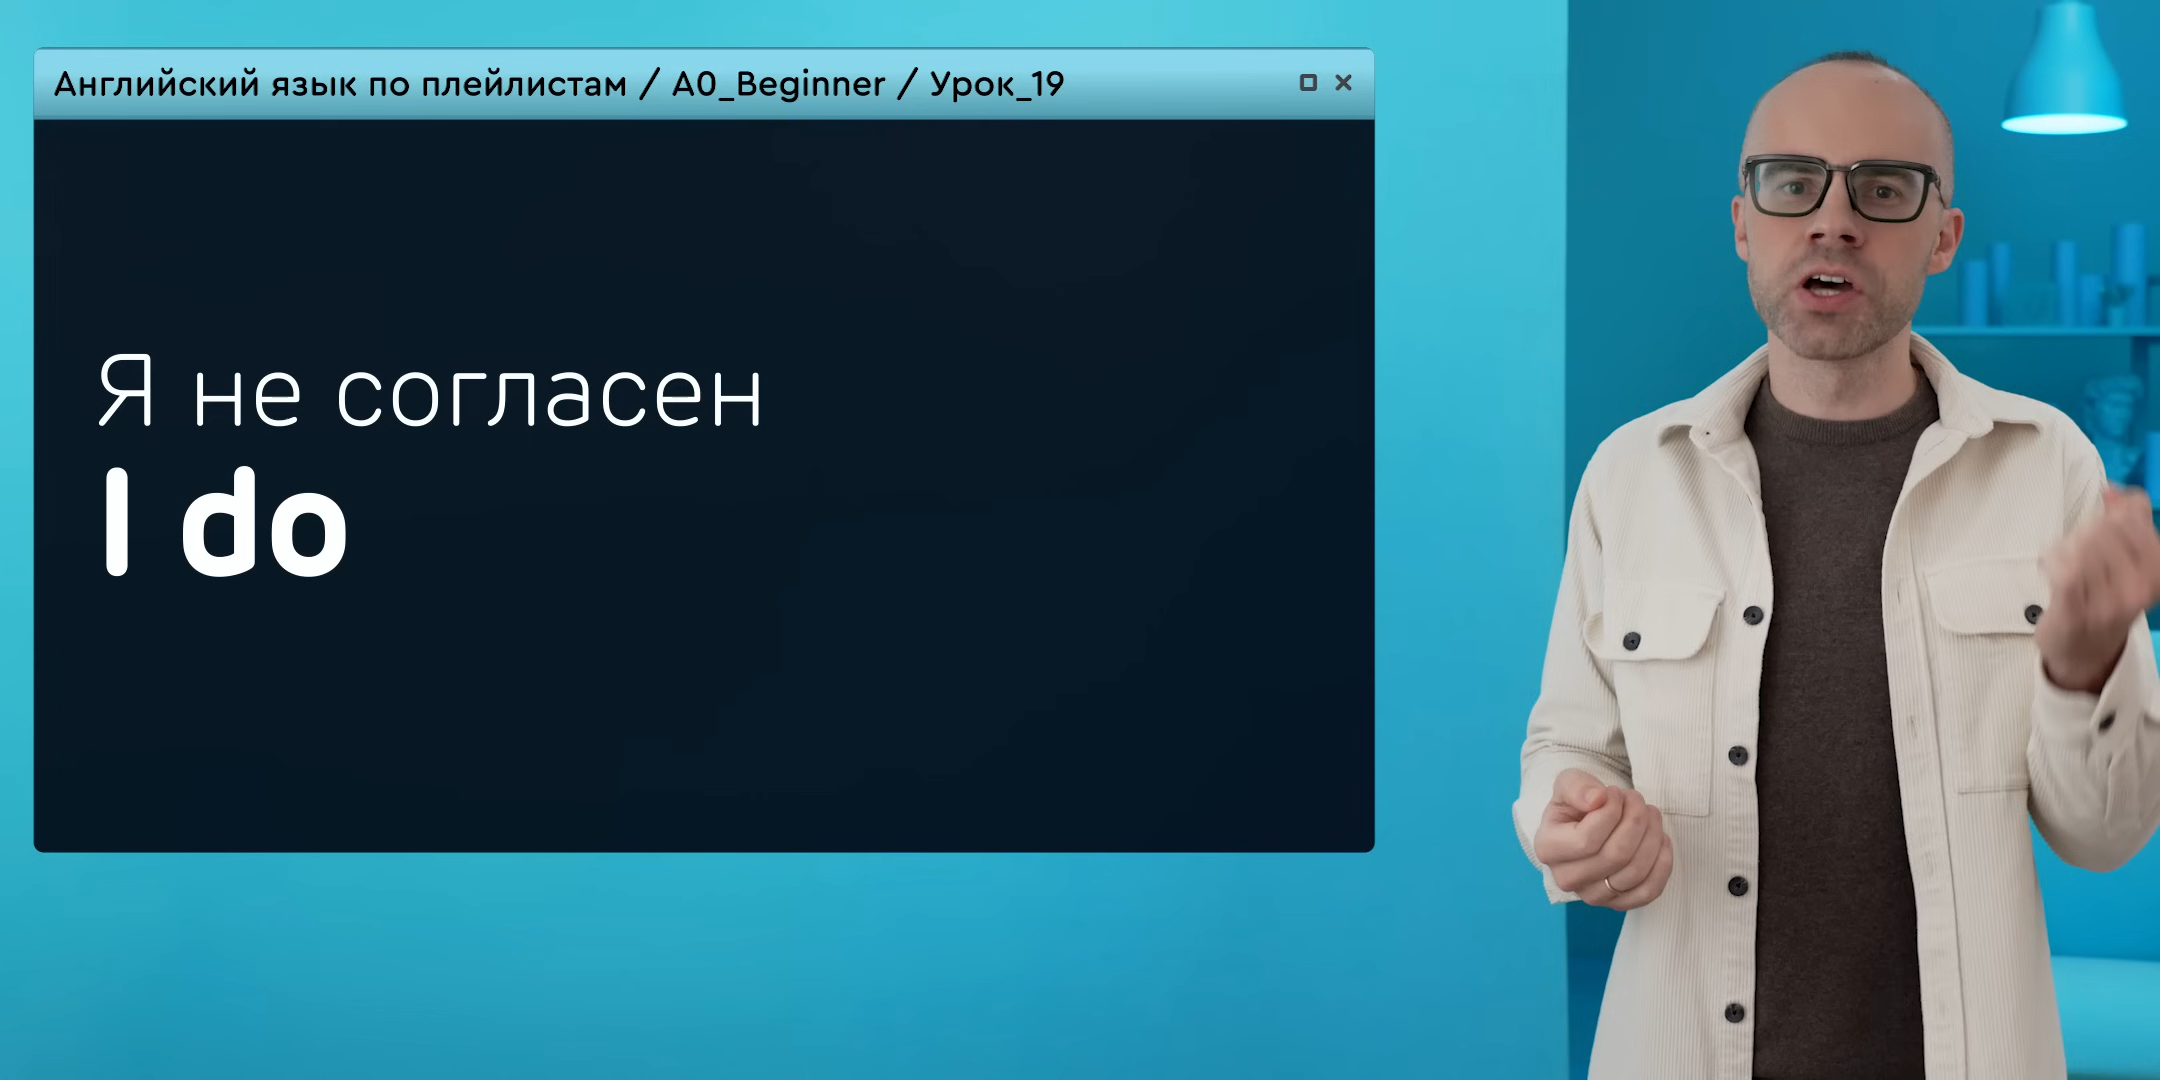 Английский язык по плейлистам / A0_Beginner / Урок_19
Я не согласен
I do